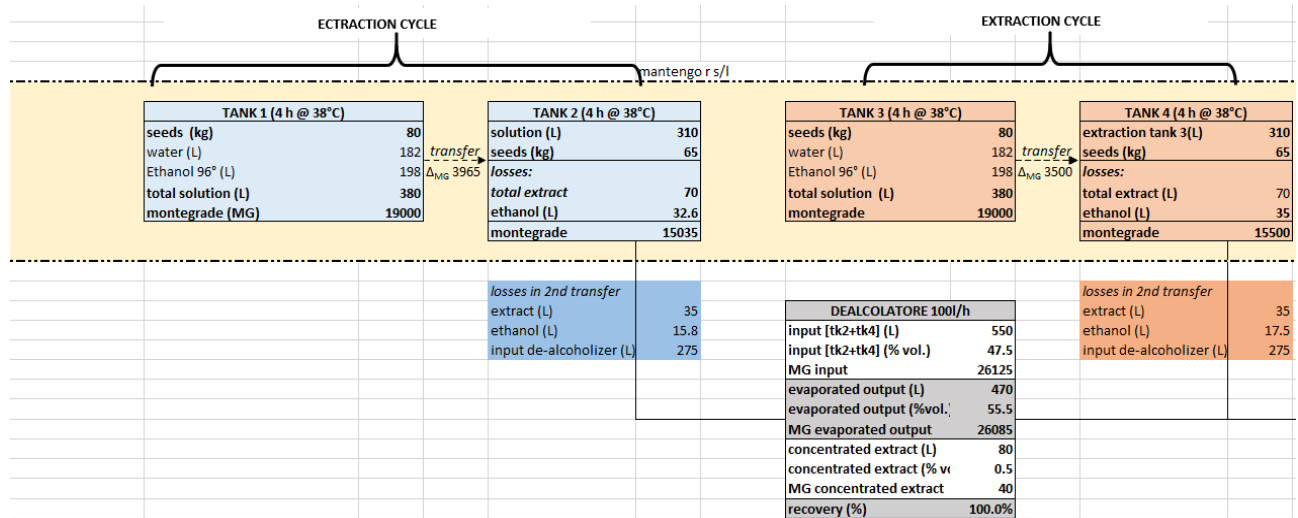 ECTRACTION CYCLE
EXTRACTION CYCLE
mantengo r s/l
TANK 1 (4 h @ 38°C)
seeds (kg) 80
water (L) 182
Ethanol 96° (L) 198
total solution (L) 380
montegrade (MG) 19000
transfer
ΔMG 3965
TANK 2 (4 h @ 38°C)
solution (L) 310
seeds (kg) 65
losses:
total extract 70
ethanol (L) 32.6
montegrade 15035
TANK 3 (4 h @ 38°C)
seeds (kg) 80
water (L) 182
Ethanol 96° (L) 198
total solution (L) 380
montegrade 19000
transfer
ΔMG 3500
TANK 4 (4 h @ 38°C)
extraction tank 3(L) 310
seeds (kg) 65
losses:
total extract (L) 70
ethanol (L) 35
montegrade 15500
losses in 2nd transfer
extract (L) 35
ethanol (L) 15.8
input de-alcoholizer (L) 275
DEALCOLATORE 100l/h
input [tk2+tk4] (L) 550
input [tk2+tk4] (% vol.) 47.5
MG input 26125
evaporated output (L) 470
evaporated output (%vol.) 55.5
MG evaporated output 26085
concentrated extract (L) 80
concentrated extract (% vo 0.5
MG concentrated extract 40
recovery (%) 100.0%
losses in 2nd transfer
extract (L) 35
ethanol (L) 17.5
input de-alcoholizer (L) 275